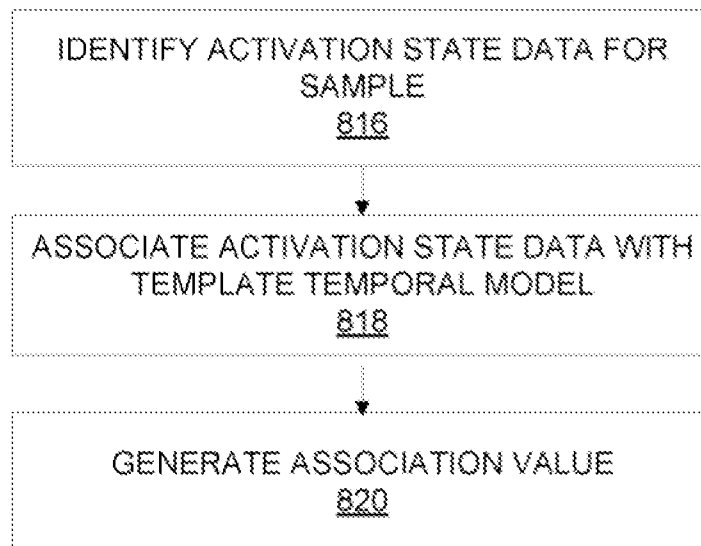 IDENTIFY ACTIVATION STATE DATA FOR
SAMPLE
816
ASSOCIATE ACTIVATION STATE DATA WITH
TEMPLATE TEMPORAL MODEL
818
GENERATE ASSOCIATION VALUE
820